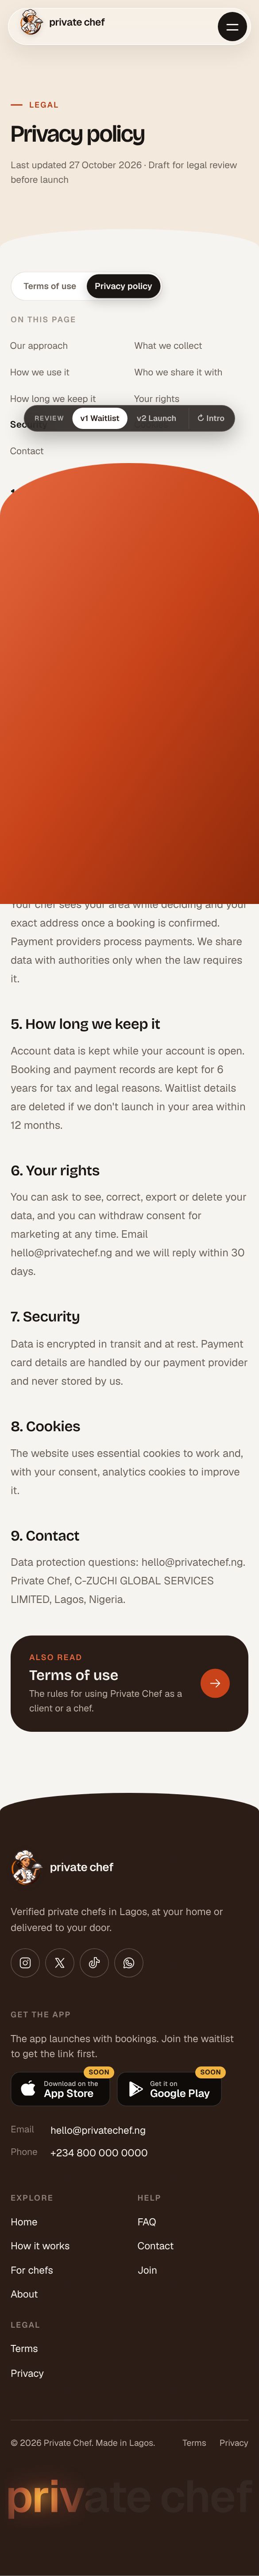 private chef
LEGAL
Privacy policy
Last updated 27 October 2026 · Draft for legal review
before launch
Terms of use
Privacy policy
ON THIS PAGE
Our approach
What we collect
How we use it
Who we share it with
How long we keep it
Your rights
REVIEW
v1 Waitlist
v2 Launch
Intro
Contact
Your chef sees your area while deciding and your
exact address once a booking is confirmed.
Payment providers process payments. We share
data with authorities only when the law requires
it.
5. How long we keep it
Account data is kept while your account is open.
Booking and payment records are kept for 6
years for tax and legal reasons. Waitlist details
are deleted if we don't launch in your area within
12 months.
6. Your rights
You can ask to see, correct, export or delete your
data, and you can withdraw consent for
marketing at any time. Email
hello@privatechef.ng and we will reply within 30
days.
7. Security
Data is encrypted in transit and at rest. Payment
card details are handled by our payment provider
and never stored by us.
8. Cookies
The website uses essential cookies to work and,
with your consent, analytics cookies to improve
it.
9. Contact
Data protection questions: hello@privatechef.ng.
Private Chef, C-ZUCHI GLOBAL SERVICES
LIMITED, Lagos, Nigeria.
ALSO READ
Terms of use
The rules for using Private Chef as a
client or a chef.
private chef
Verified private chefs in Lagos, at your home or
delivered to your door.
GET THE APP
The app launches with bookings. Join the waitlist
to get the link first.
SOON
Download on the
App Store
SOON
Get it on
Google Play
Email hello@privatechef.ng
Phone +234 800 000 0000
EXPLORE
Home
How it works
For chefs
About
HELP
FAQ
Contact
Join
LEGAL
Terms
Privacy
© 2026 Private Chef. Made in Lagos.
Terms
Privacy
private chef